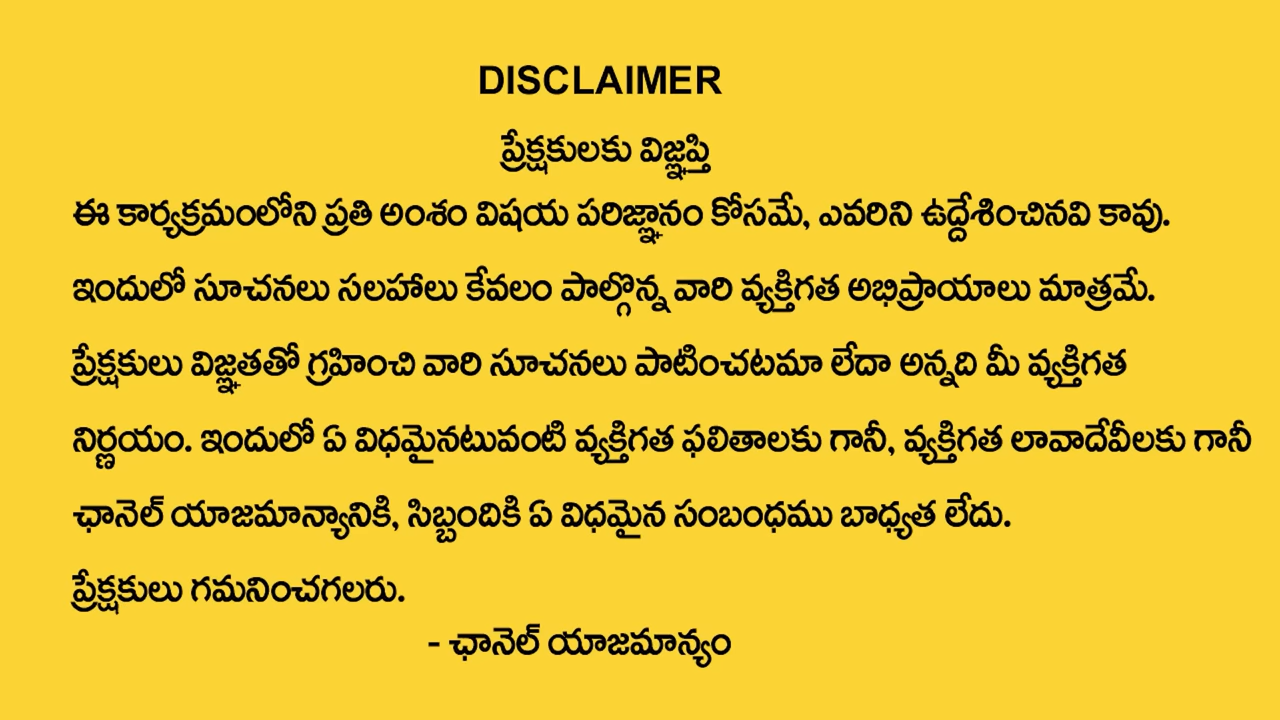 DISCLAIMER
ప్రేక్షకులకు విజ్ఞప్తి
ఈ కార్యక్రమంలోని ప్రతి అంశం విషయ పరిజ్ఞానం కోసమే, ఎవరిని ఉద్దేశించినవి కావు.
ఇందులో సూచనలు సలహాలు కేవలం పాల్గొన్న వారి వ్యక్తిగత అభిప్రాయాలు మాత్రమే.
ప్రేక్షకులు విజ్ఞతతో గ్రహించి వారి సూచనలు పాటించటమా లేదా అన్నది మీ వ్యక్తిగత
నిర్ణయం. ఇందులో ఏ విధమైనటువంటి వ్యక్తిగత ఫలితాలకు గానీ, వ్యక్తిగత లావాదేవీలకు గానీ
ఛానెల్ యాజమాన్యానికి, సిబ్బందికి ఏ విధమైన సంబంధము బాధ్యత లేదు.
ప్రేక్షకులు గమనించగలరు.
- ఛానెల్ యాజమాన్యం